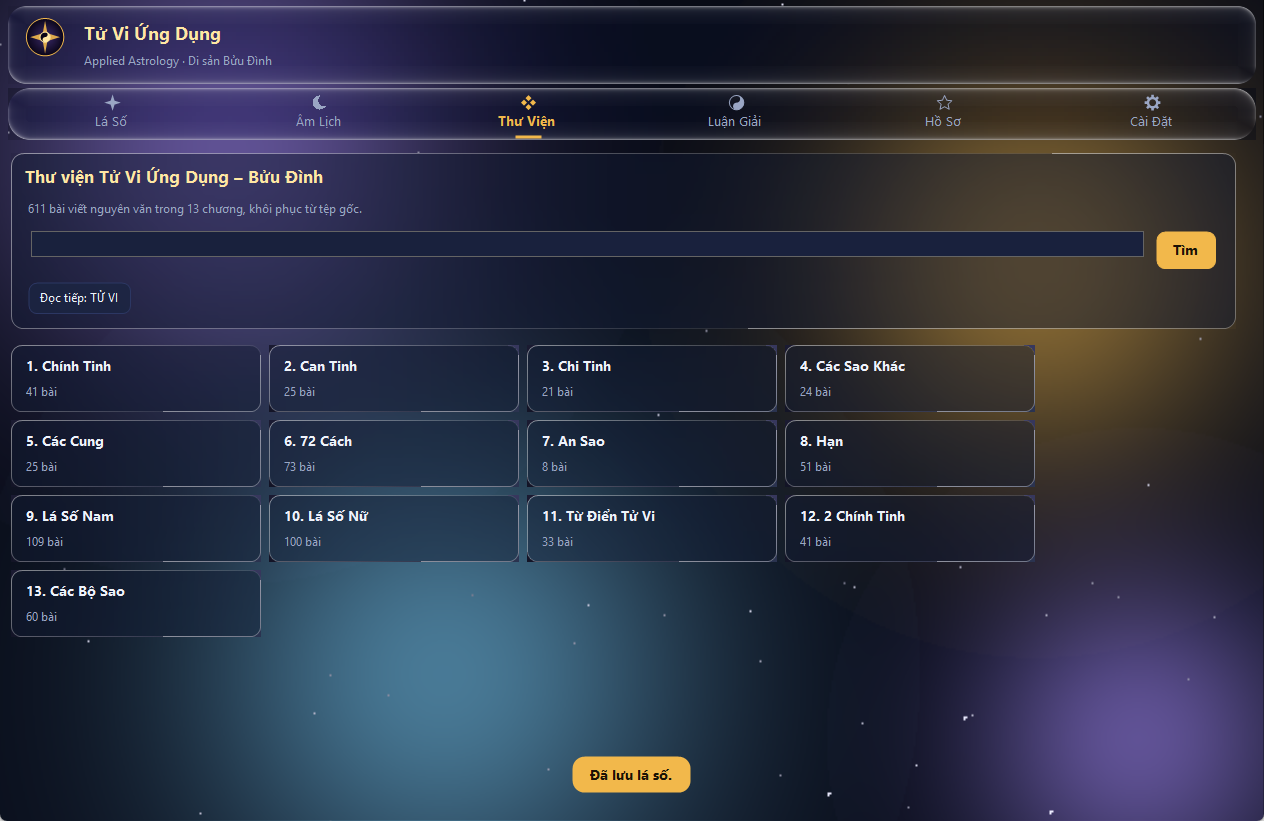 Tử Vi Ứng Dụng
Applied Astrology · Di sản Bửu Đình
Lá Số
Âm Lịch
Thư Viện
Luận Giải
Hồ Sơ
Cài Đặt
Thư viện Tử Vi Ứng Dụng – Bửu Đình
611 bài viết nguyên văn trong 13 chương, khôi phục từ tệp gốc.
Tìm
Đọc tiếp: TỬ VI
1. Chính Tinh
41 bài
2. Can Tinh
25 bài
3. Chi Tinh
21 bài
4. Các Sao Khác
24 bài
5. Các Cung
25 bài
6. 72 Cách
73 bài
7. An Sao
8 bài
8. Hạn
51 bài
9. Lá Số Nam
109 bài
10. Lá Số Nữ
100 bài
11. Từ Điển Tử Vi
33 bài
12. 2 Chính Tinh
41 bài
13. Các Bộ Sao
60 bài
Đã lưu lá số.